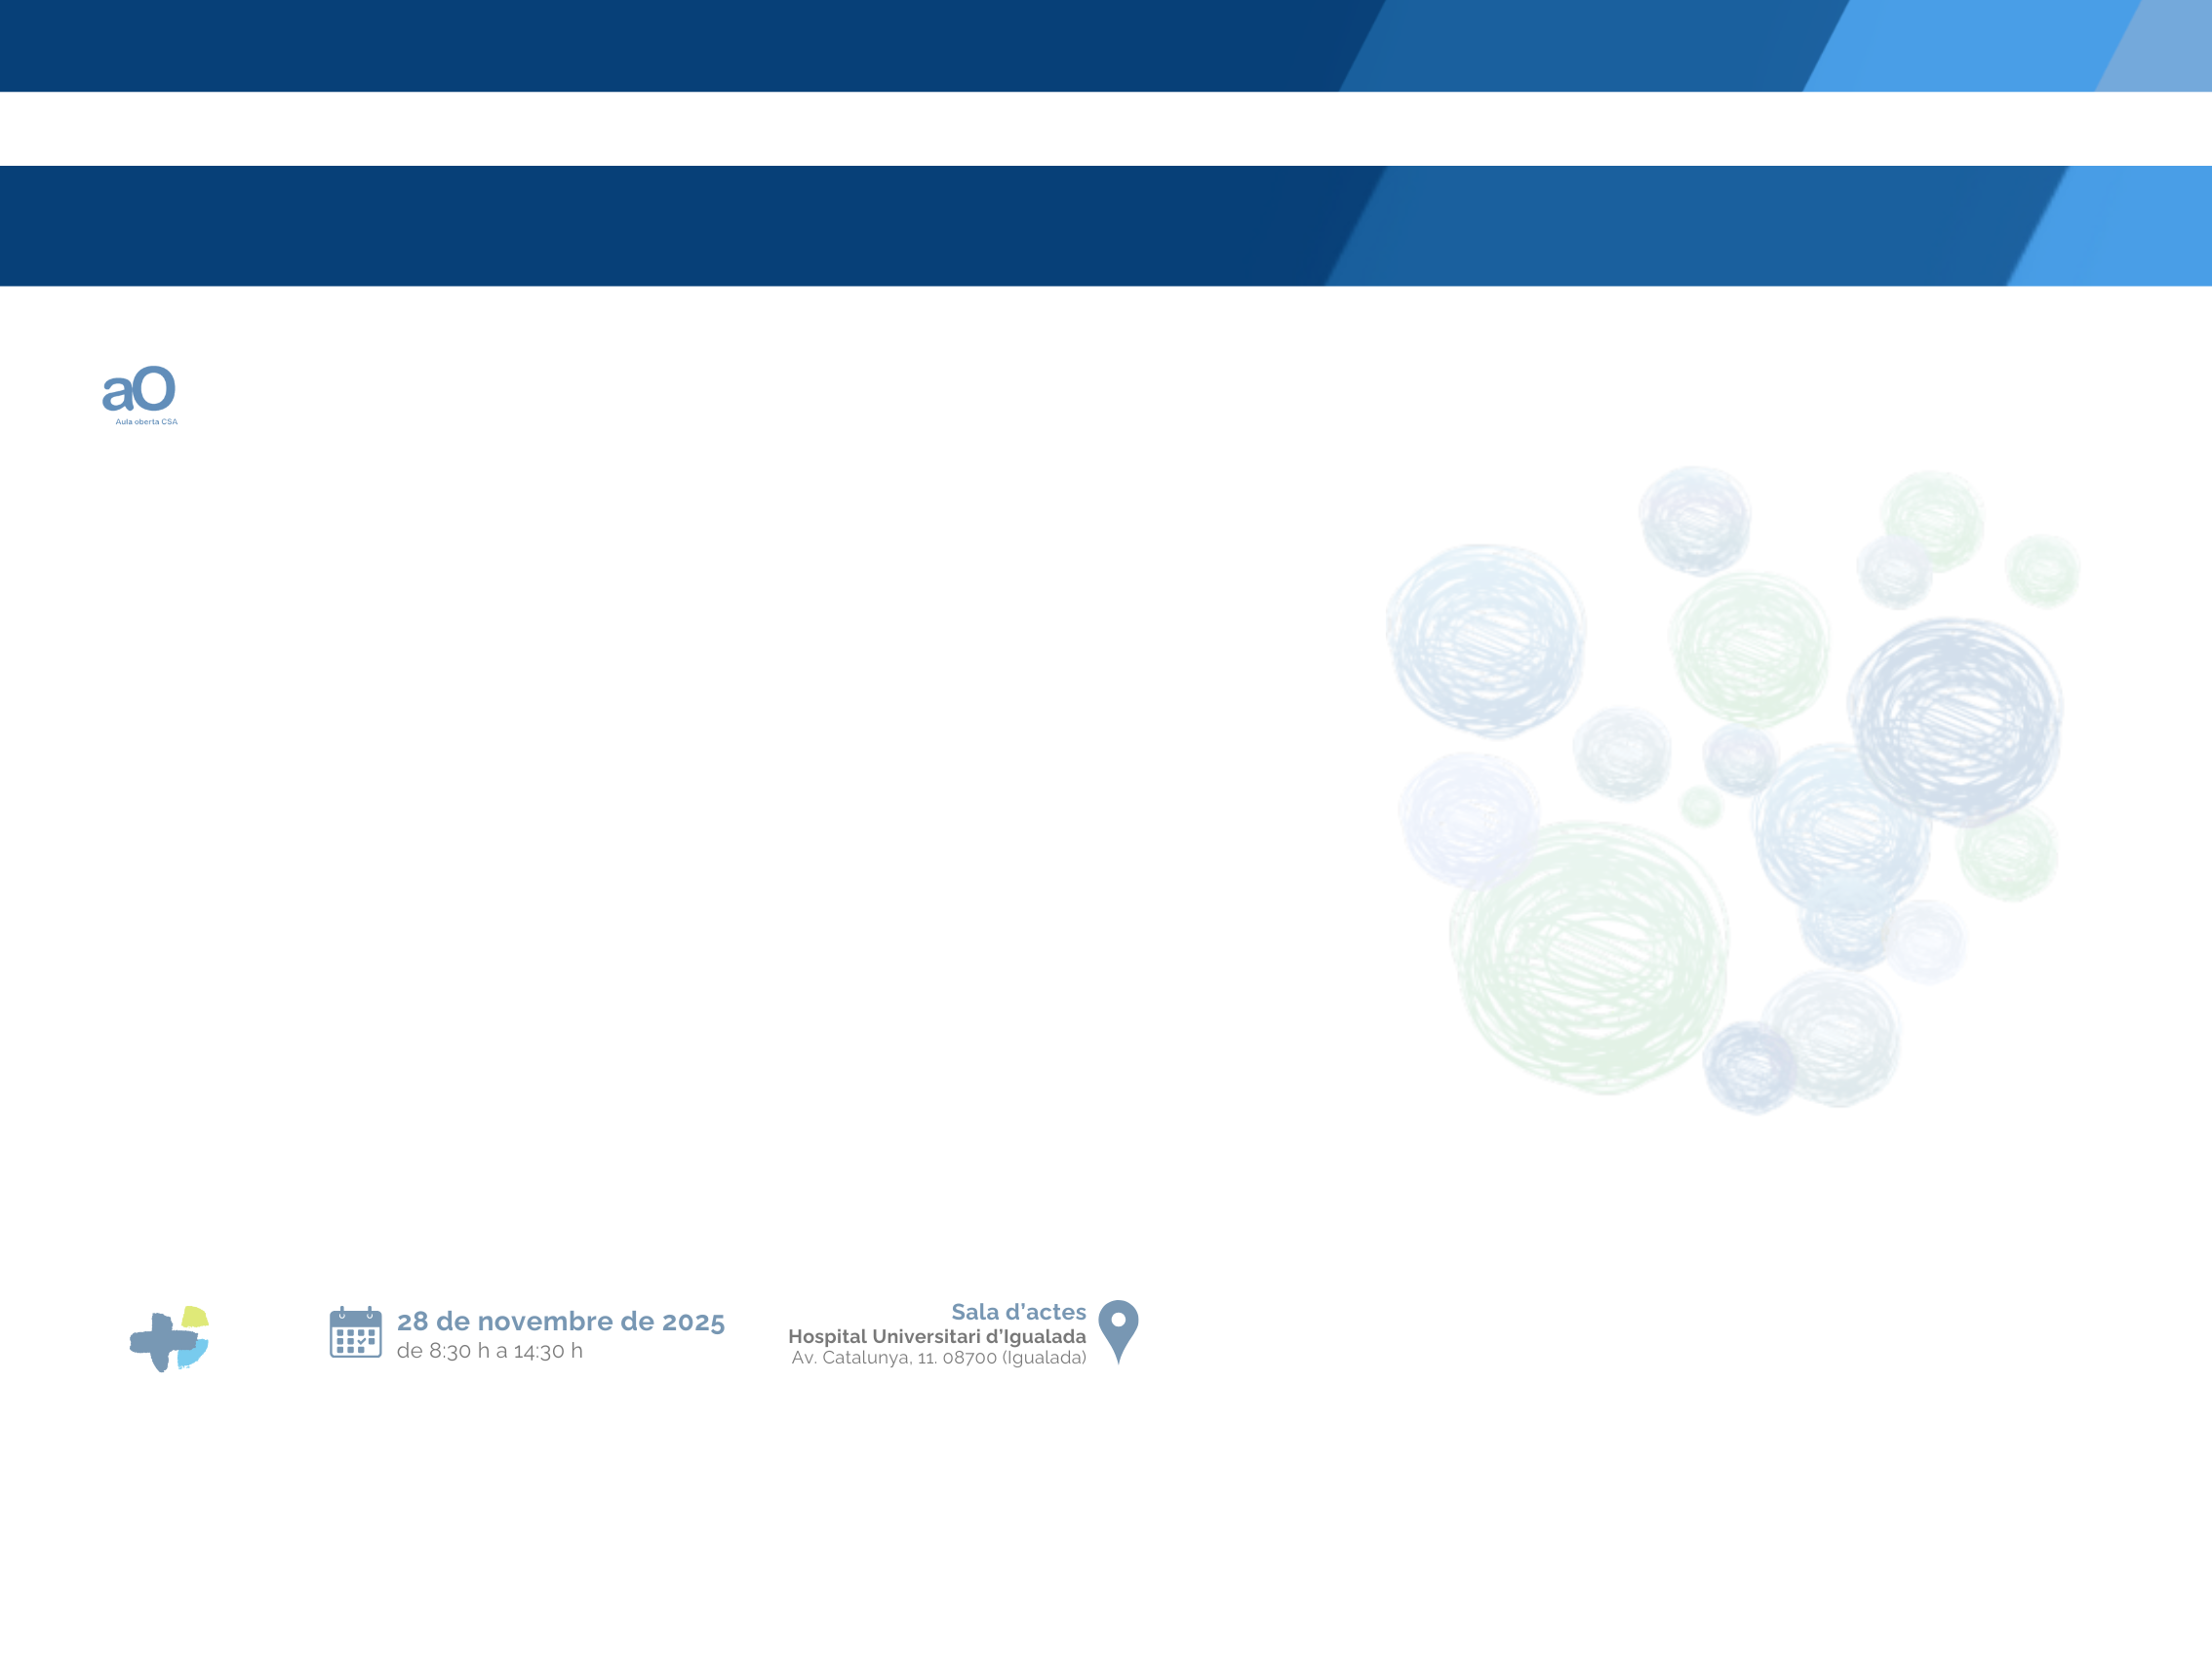 aO
Aula oberta CSA
28 de novembre de 2025
de 8:30 h a 14:30 h
Sala d’actes
Hospital Universitari d’Igualada
Av. Catalunya, 11. 08700 (Igualada)